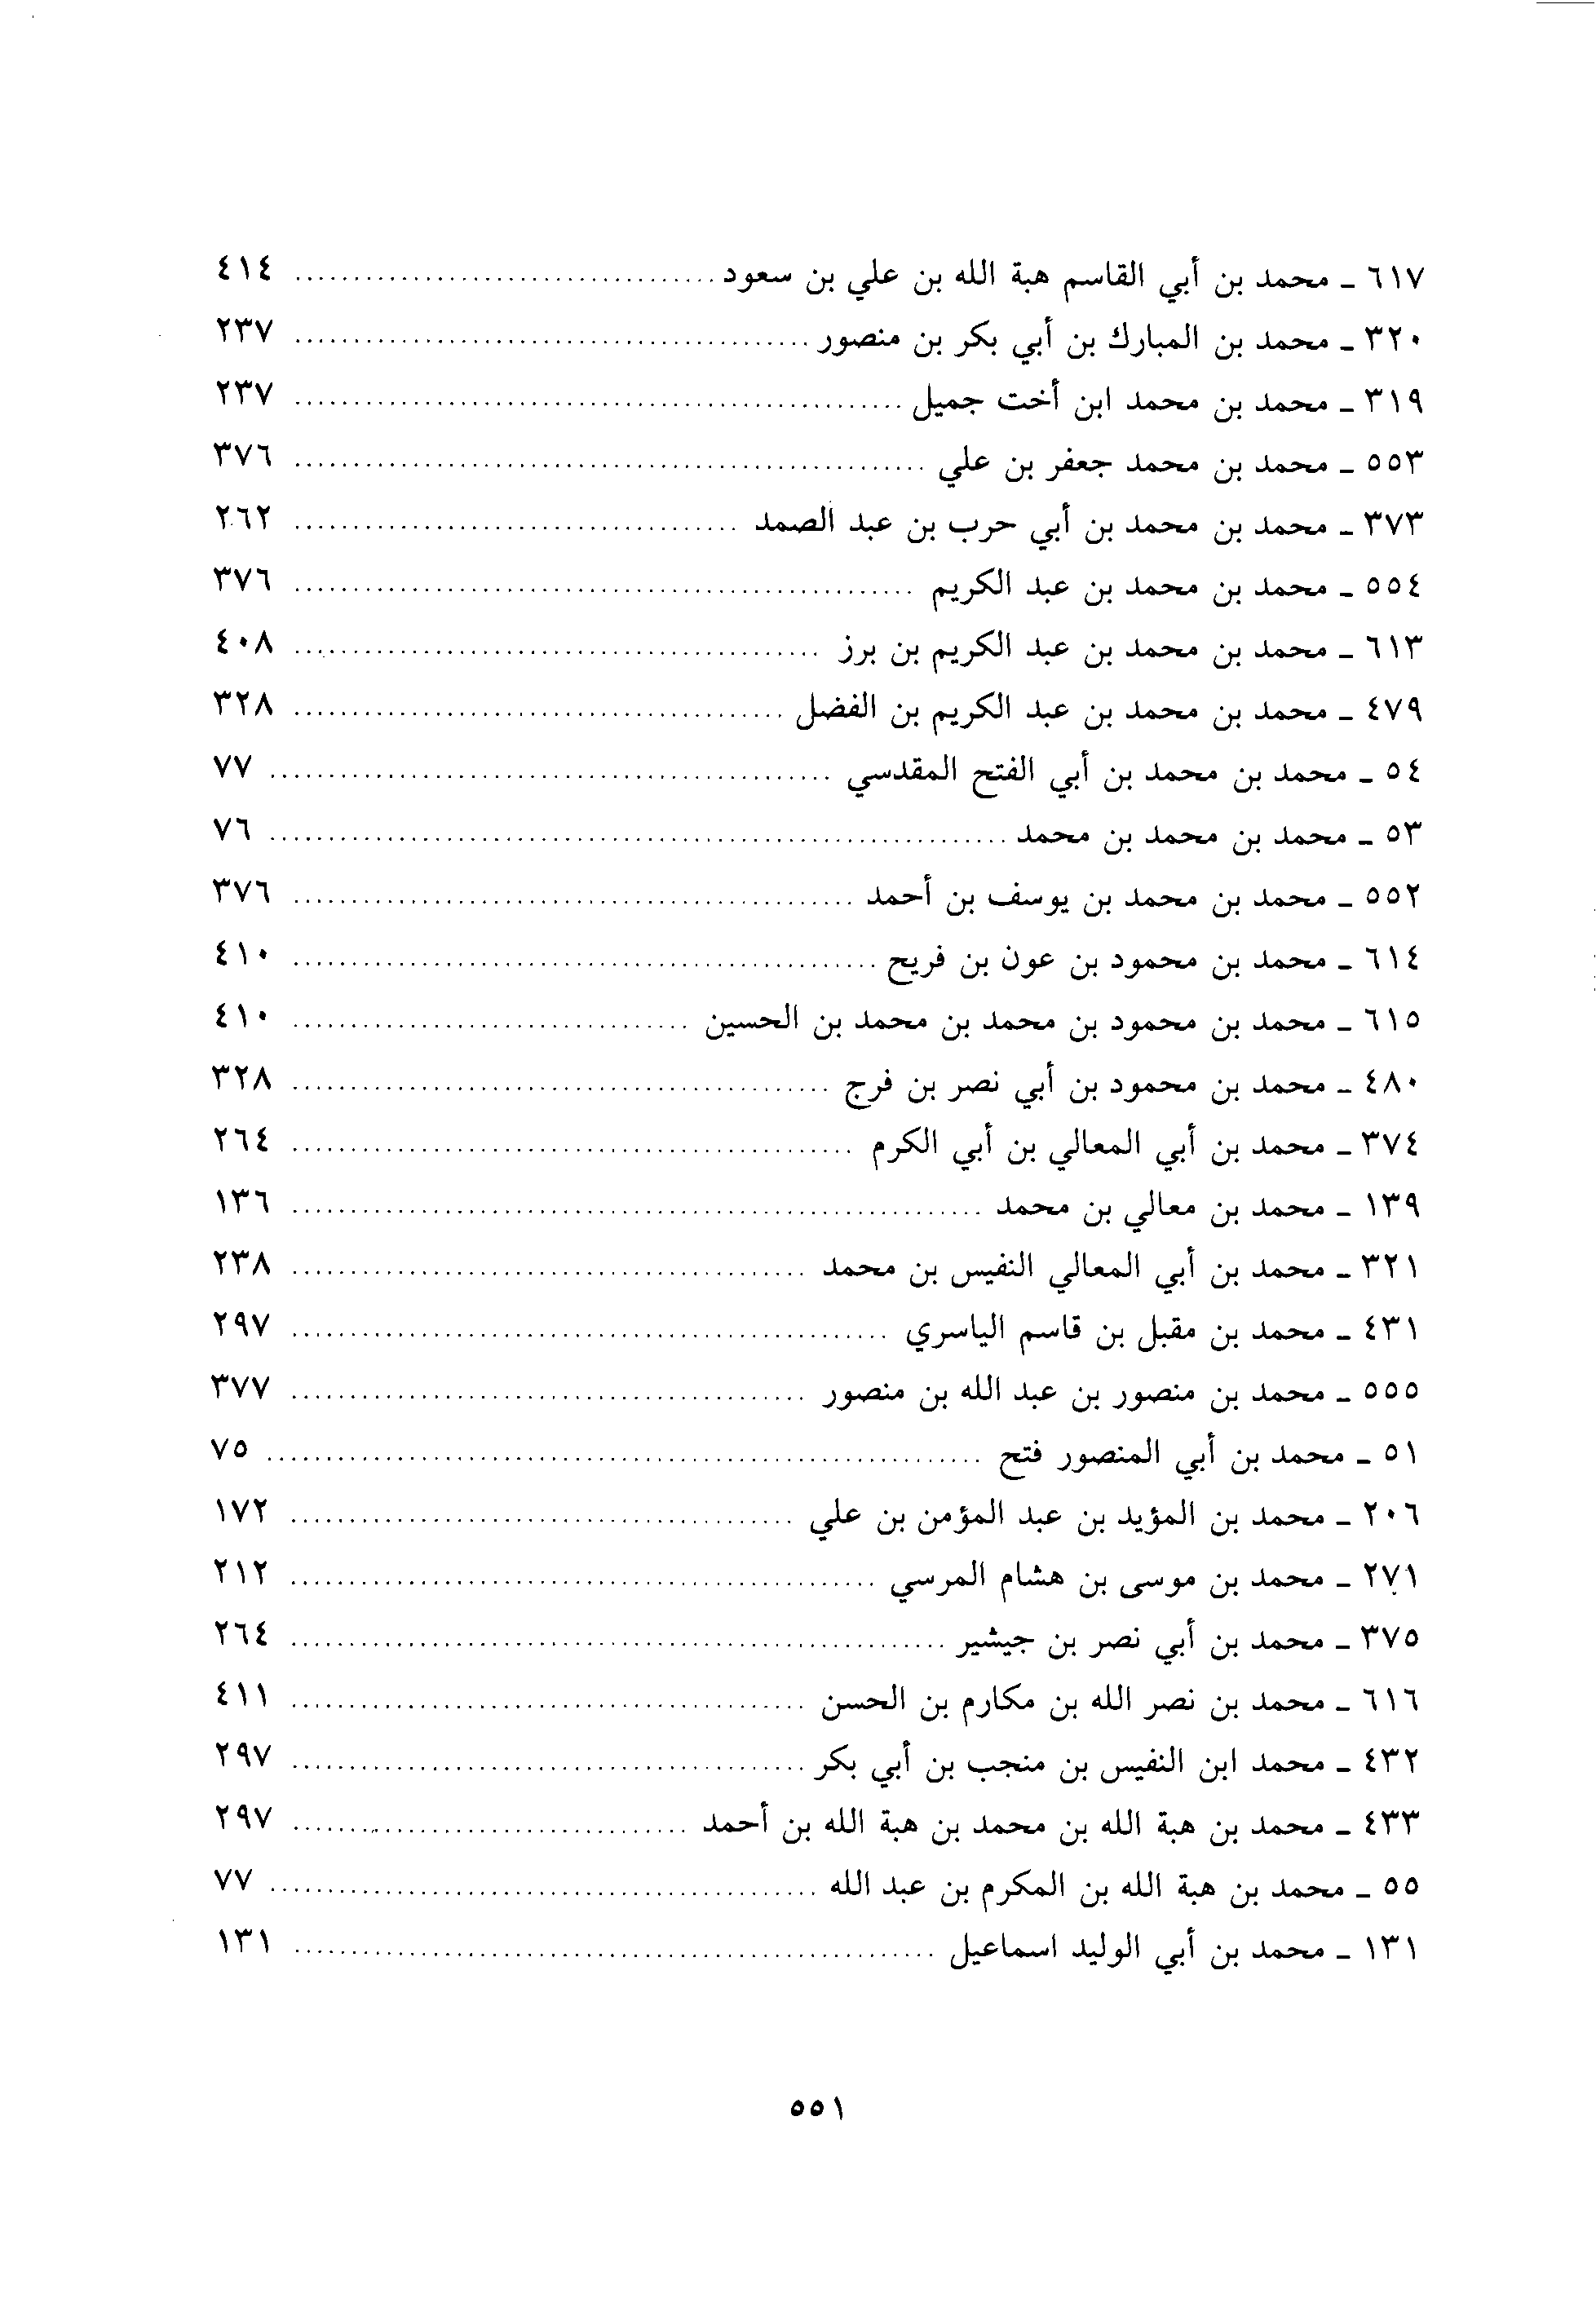 ٦١٧ ـ محمد بن أبي القاسم هبة الله بن علي بن سعود ........ ٤١٤
٣٢٠ ـ محمد بن المبارك بن أبي بكر بن منصور ........ ٢٣٧
٣١٩ ـ محمد بن محمد ابن أخت جميل ........ ٢٣٧
٥٥٣ ـ محمد بن محمد جعفر بن علي ........ ٣٧٦
٣٧٣ ـ محمد بن محمد بن أبي حرب بن عبد الصمد ........ ٢٦٢
٥٥٤ ـ محمد بن محمد بن عبد الكريم ........ ٣٧٦
٦١٣ ـ محمد بن محمد بن عبد الكريم بن برز ........ ٤٠٨
٤٧٩ ـ محمد بن محمد بن عبد الكريم بن الفضل ........ ٣٢٨
٥٤ ـ محمد بن محمد بن أبي الفتح المقدسي ........ ٧٧
٥٣ ـ محمد بن محمد بن محمد ........ ٧٦
٥٥٢ ـ محمد بن محمد بن يوسف بن أحمد ........ ٣٧٦
٦١٤ ـ محمد بن محمود بن عون بن فريح ........ ٤١٠
٦١٥ ـ محمد بن محمود بن محمد بن محمد بن الحسين ........ ٤١٠
٤٨٠ ـ محمد بن محمود بن أبي نصر بن فرج ........ ٣٢٨
٣٧٤ ـ محمد بن أبي المعالي بن أبي الكرم ........ ٢٦٤
١٣٩ ـ محمد بن معالي بن محمد ........ ١٣٦
٣٢١ ـ محمد بن أبي المعالي النفيس بن محمد ........ ٢٣٨
٤٣١ ـ محمد بن مقبل بن قاسم الياسري ........ ٢٩٧
٥٥٥ ـ محمد بن منصور بن عبد الله بن منصور ........ ٣٧٧
٥١ ـ محمد بن أبي المنصور فتح ........ ٧٥
٢٠٦ ـ محمد بن المؤيد بن عبد المؤمن بن علي ........ ١٧٢
٢٧١ ـ محمد بن موسى بن هشام المرسي ........ ٢١٢
٣٧٥ ـ محمد بن أبي نصر بن جيشير ........ ٢٦٤
٦١٦ ـ محمد بن نصر الله بن مكارم بن الحسن ........ ٤١١
٤٣٢ ـ محمد ابن النفيس بن منجب بن أبي بكر ........ ٢٩٧
٤٣٣ ـ محمد بن هبة الله بن محمد بن هبة الله بن أحمد ........ ٢٩٧
٥٥ ـ محمد بن هبة الله بن المكرم بن عبد الله ........ ٧٧
١٣١ ـ محمد بن أبي الوليد اسماعيل ........ ١٣١
٥٥١